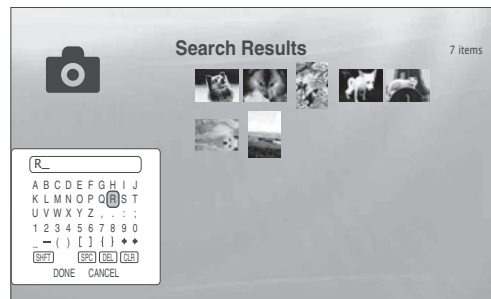 Search Results
7 items
R_
A B C D E F G H I J
K L M N O P Q R S T
U V W X Y Z , . : ;
1 2 3 4 5 6 7 8 9 0
_ – ( ) [ ] { }
SHFT SPC DEL CLR
DONE CANCEL